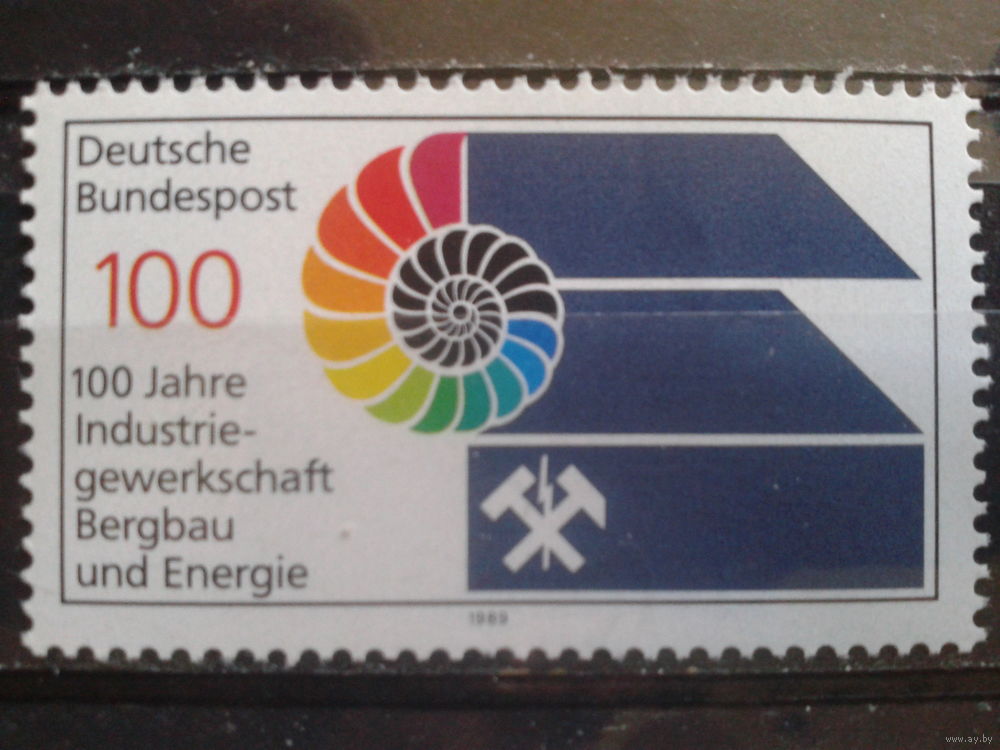 Deutsche
Bundespost
100
100 Jahre
Industrie-
gewerkschaft
Bergbau
und Energie
1989
www.ay.by